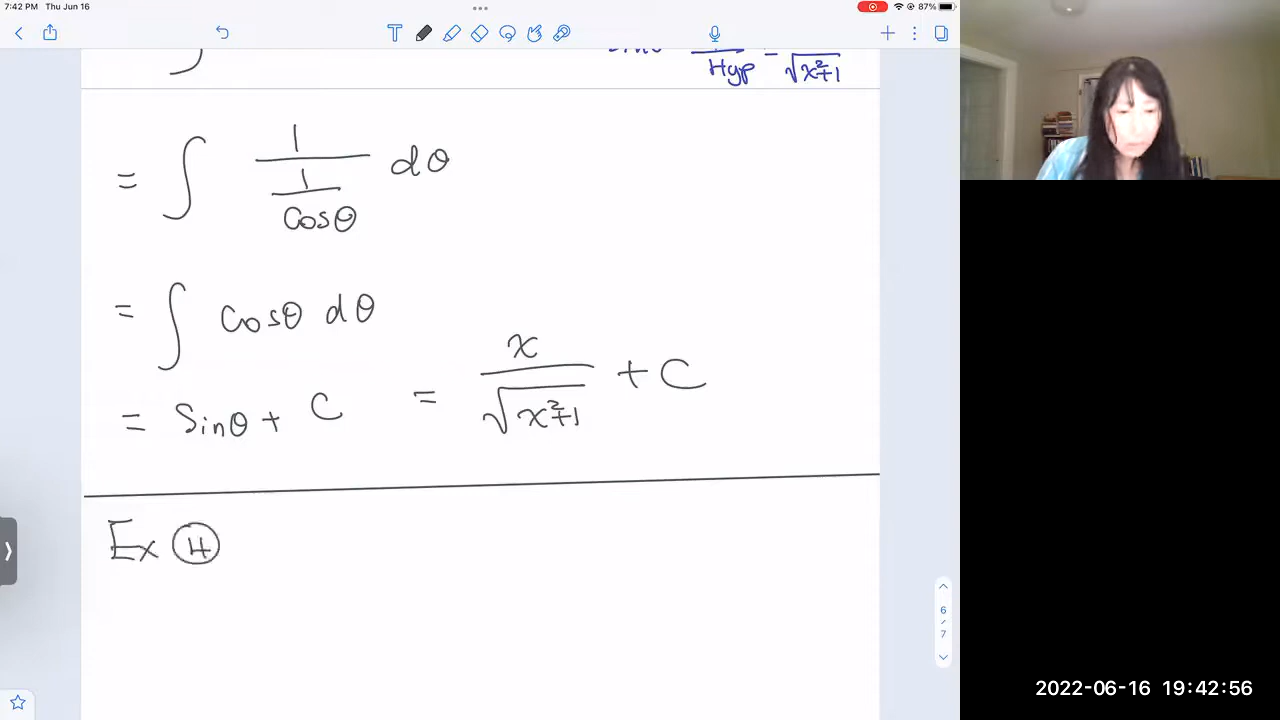 7:42 PM Thu Jun 16
87%
Hyp = √x²+1
= ∫ 1/(1/cosθ) dθ
= ∫ cosθ dθ
= sinθ + C = x/√x²+1 + C
Ex ④
6
/
7
2022-06-16 19:42:56